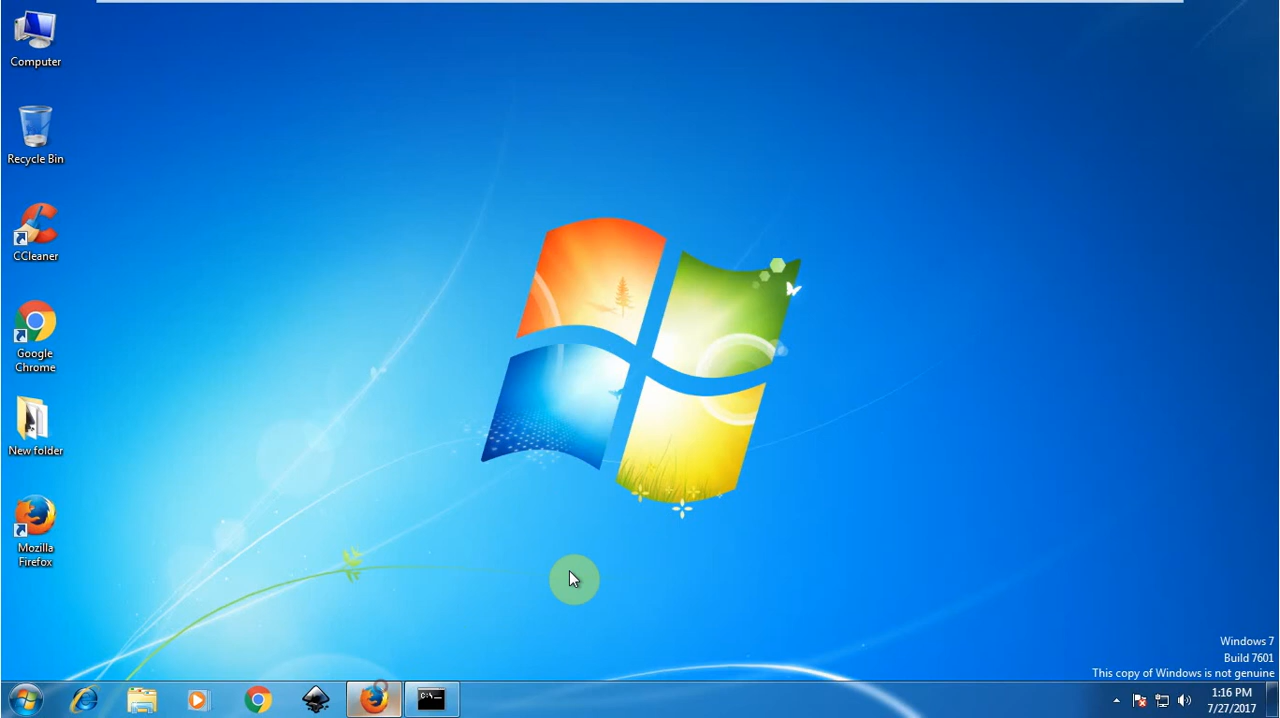 Computer
Recycle Bin
CCleaner
Google
Chrome
New folder
Mozilla
Firefox
Windows 7
Build 7601
This copy of Windows is not genuine
C:\.
1:16 PM
7/27/2017